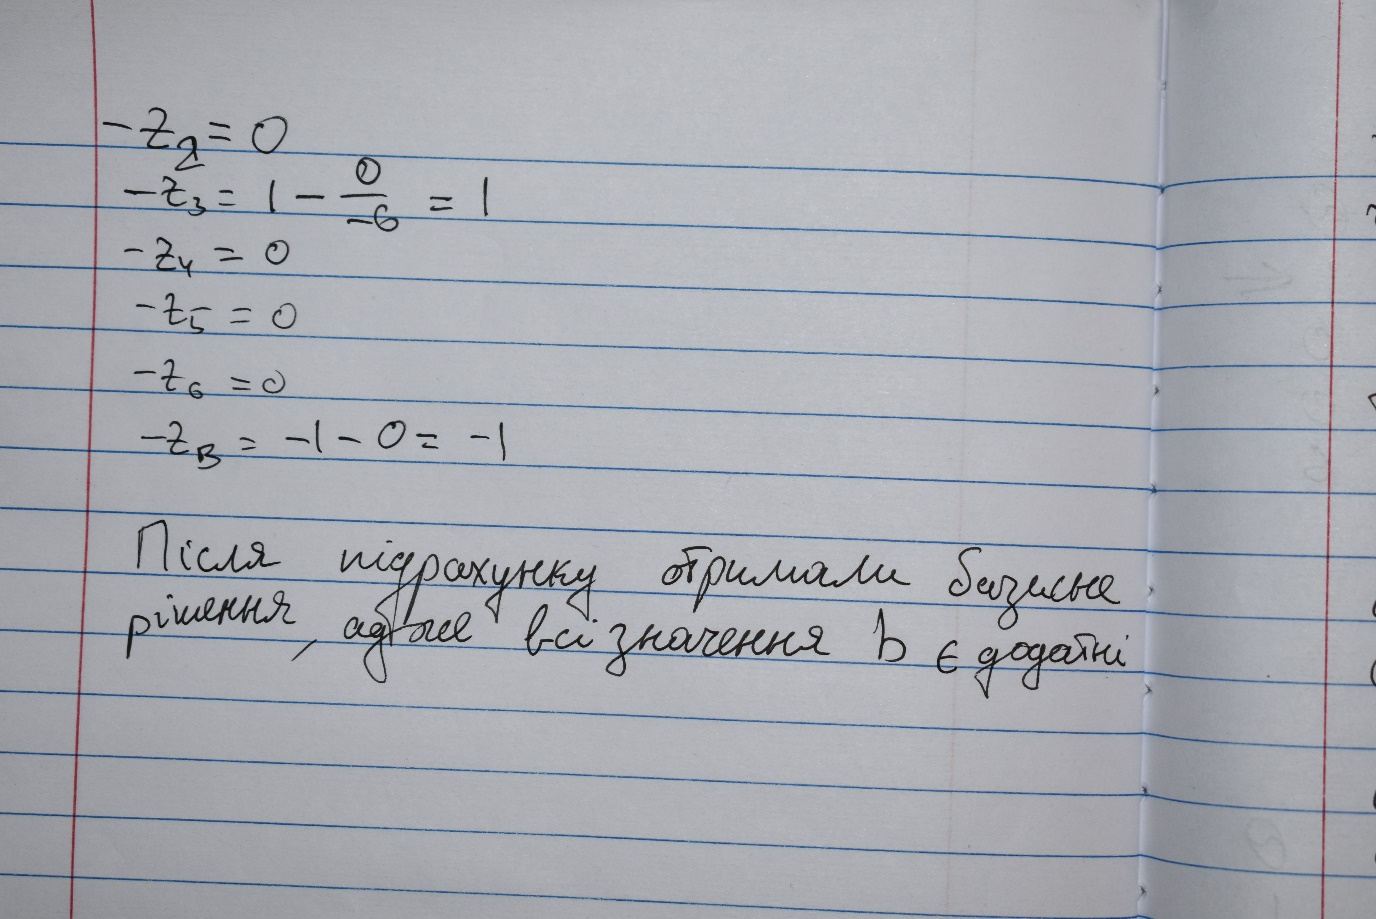 -z₂ = 0
-z₃ = 1 - 0/-6 = 1
-z₄ = 0
-z₅ = 0
-z₆ = 0
-z_B = -1 - 0 = -1
Після підрахунку отримали базисне
рішення, адже всі значення b є додатні